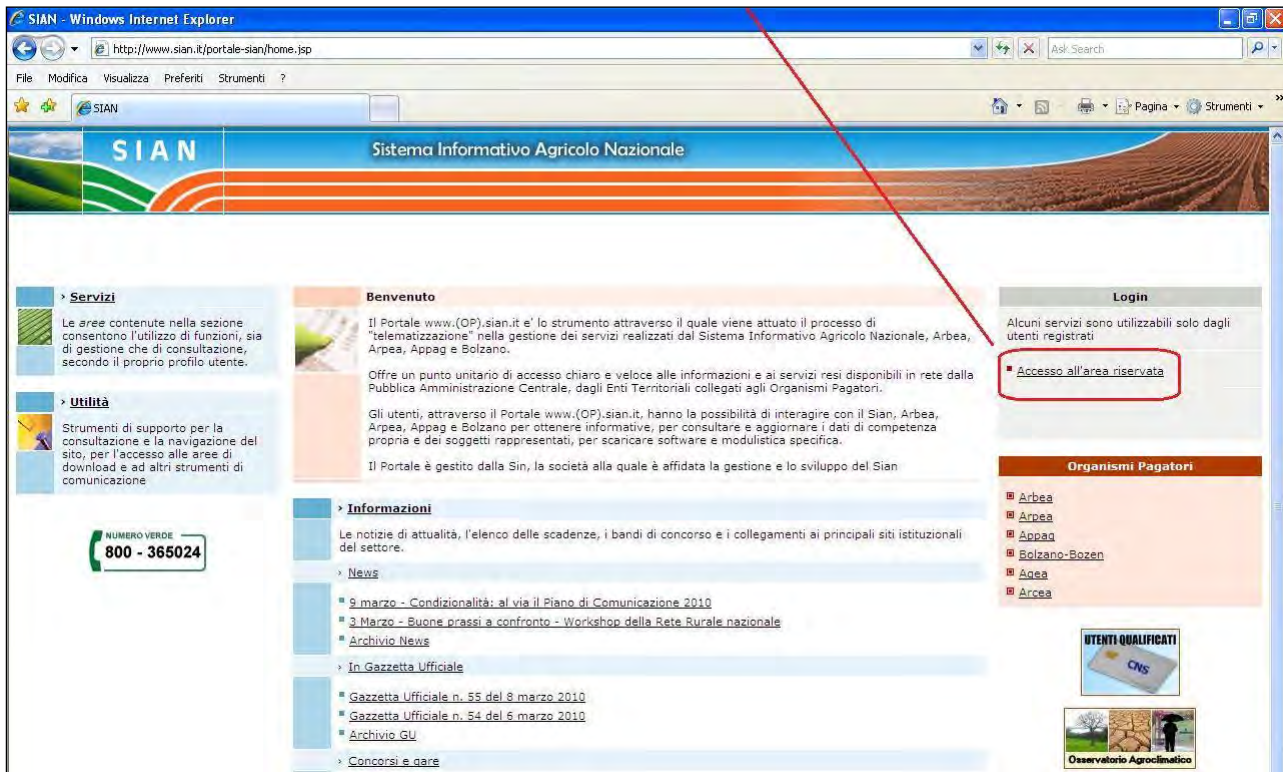 SIAN - Windows Internet Explorer
http://www.sian.it/portale-sian/home.jsp
Ask Search
File Modifica Visualizza Preferiti Strumenti ?
SIAN
Pagina
Strumenti
SIAN
Sistema Informativo Agricolo Nazionale
› Servizi
Le aree contenute nella sezione
consentono l'utilizzo di funzioni, sia
di gestione che di consultazione,
secondo il proprio profilo utente.
› Utilità
Strumenti di supporto per la
consultazione e la navigazione del
sito, per l'accesso alle aree di
download e ad altri strumenti di
comunicazione
NUMERO VERDE
800 - 365024
Benvenuto
Il Portale www.(OP).sian.it e' lo strumento attraverso il quale viene attuato il processo di
"telematizzazione" nella gestione dei servizi realizzati dal Sistema Informativo Agricolo Nazionale, Arbea,
Arpea, Appag e Bolzano.
Offre un punto unitario di accesso chiaro e veloce alle informazioni e ai servizi resi disponibili in rete dalla
Pubblica Amministrazione Centrale, dagli Enti Territoriali collegati agli Organismi Pagatori.
Gli utenti, attraverso il Portale www.(OP).sian.it, hanno la possibilità di interagire con il Sian, Arbea,
Arpea, Appag e Bolzano per ottenere informative, per consultare e aggiornare i dati di competenza
propria e dei soggetti rappresentati, per scaricare software e modulistica specifica.
Il Portale è gestito dalla Sin, la società alla quale è affidata la gestione e lo sviluppo del Sian
› Informazioni
Le notizie di attualità, l'elenco delle scadenze, i bandi di concorso e i collegamenti ai principali siti istituzionali
del settore.
› News
9 marzo - Condizionalità: al via il Piano di Comunicazione 2010
3 Marzo - Buone prassi a confronto - Workshop della Rete Rurale nazionale
Archivio News
› In Gazzetta Ufficiale
Gazzetta Ufficiale n. 55 del 8 marzo 2010
Gazzetta Ufficiale n. 54 del 6 marzo 2010
Archivio GU
› Concorsi e gare
Login
Alcuni servizi sono utilizzabili solo dagli
utenti registrati
Accesso all'area riservata
Organismi Pagatori
Arbea
Arpea
Appag
Bolzano-Bozen
Agea
Arcea
UTENTI QUALIFICATI
CNS
Osservatorio Agroclimatico